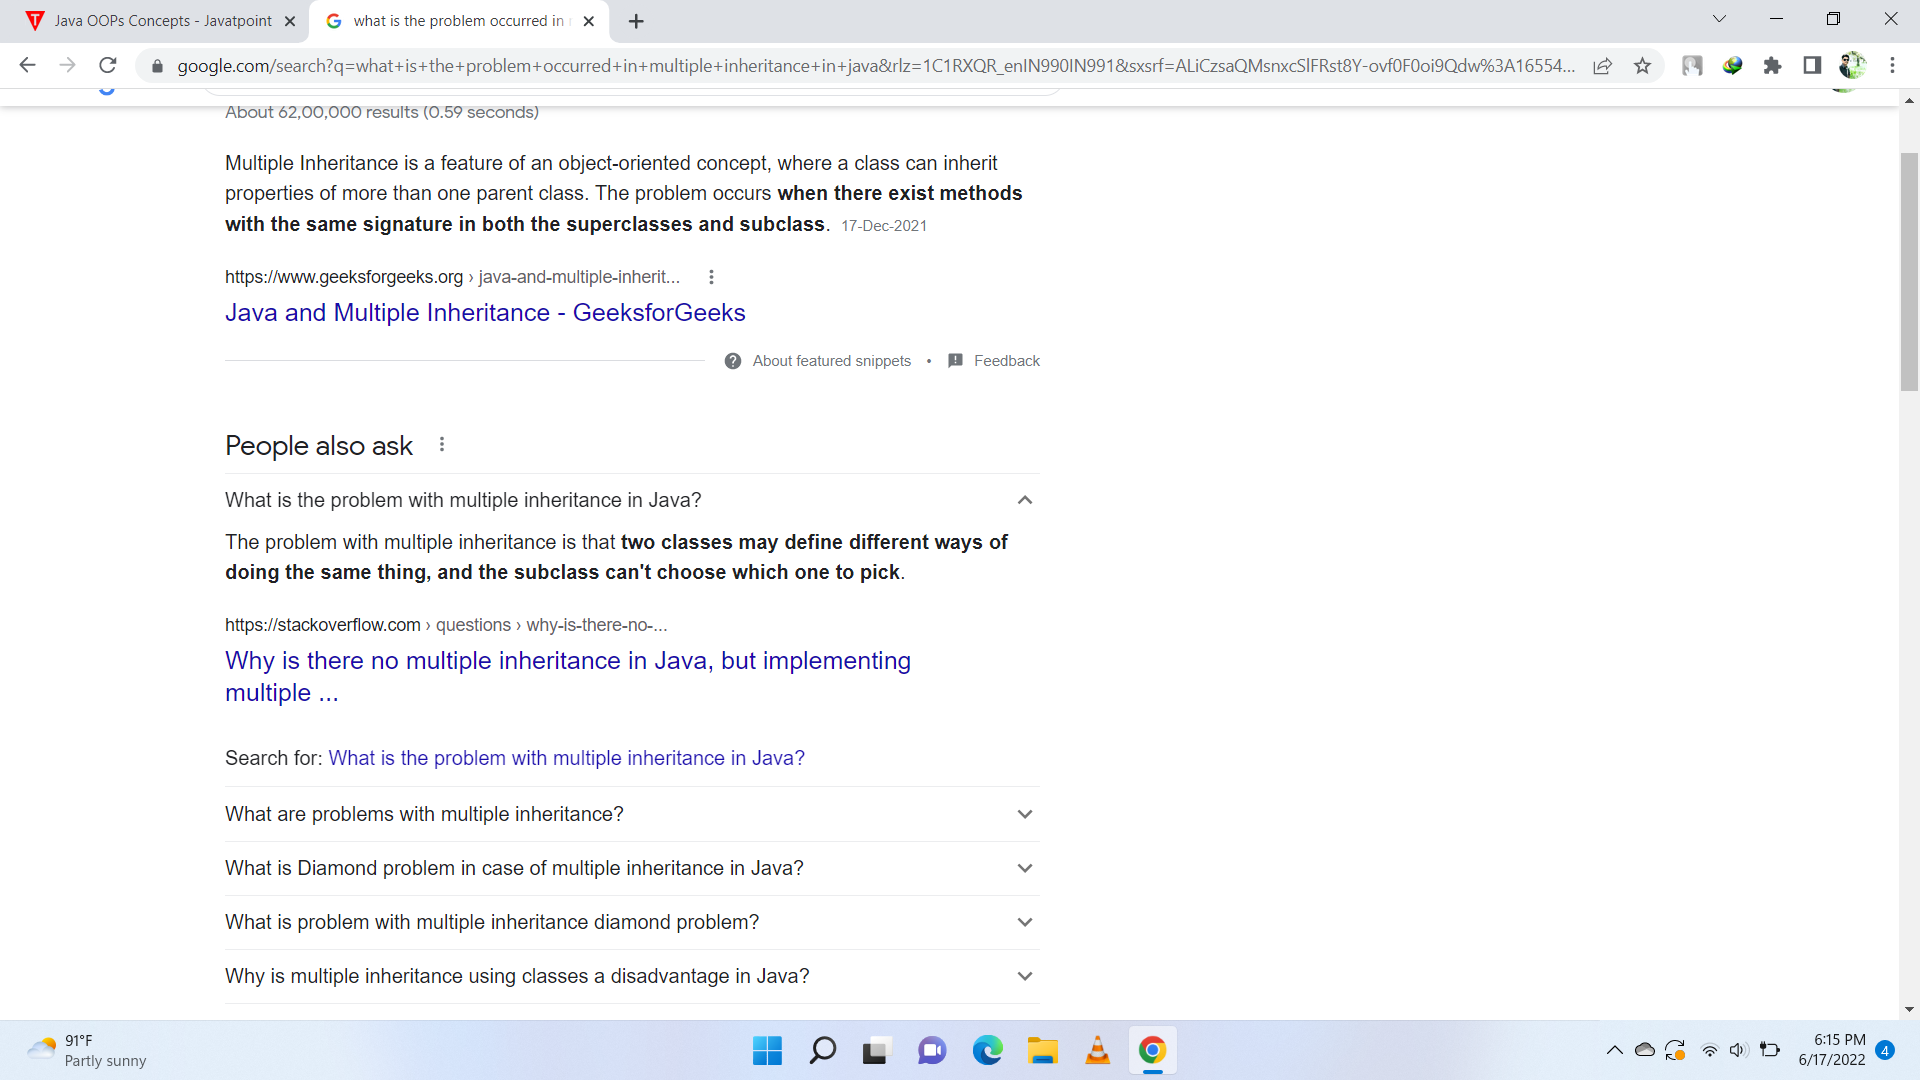 Java OOPs Concepts - Javatpoint
what is the problem occurred in
google.com/search?q=what+is+the+problem+occurred+in+multiple+inheritance+in+java&rlz=1C1RXQR_enIN990IN991&sxsrf=ALiCzsaQMsnxcSlFRst8Y-ovf0F0oi9Qdw%3A16554...
About 62,00,000 results (0.59 seconds)
Multiple Inheritance is a feature of an object-oriented concept, where a class can inherit
properties of more than one parent class. The problem occurs when there exist methods
with the same signature in both the superclasses and subclass. 17-Dec-2021
https://www.geeksforgeeks.org › java-and-multiple-inherit...
Java and Multiple Inheritance - GeeksforGeeks
About featured snippets • Feedback
People also ask
What is the problem with multiple inheritance in Java?
The problem with multiple inheritance is that two classes may define different ways of
doing the same thing, and the subclass can't choose which one to pick.
https://stackoverflow.com › questions › why-is-there-no-...
Why is there no multiple inheritance in Java, but implementing
multiple ...
Search for: What is the problem with multiple inheritance in Java?
What are problems with multiple inheritance?
What is Diamond problem in case of multiple inheritance in Java?
What is problem with multiple inheritance diamond problem?
Why is multiple inheritance using classes a disadvantage in Java?
91°F
Partly sunny
6:15 PM
6/17/2022
4